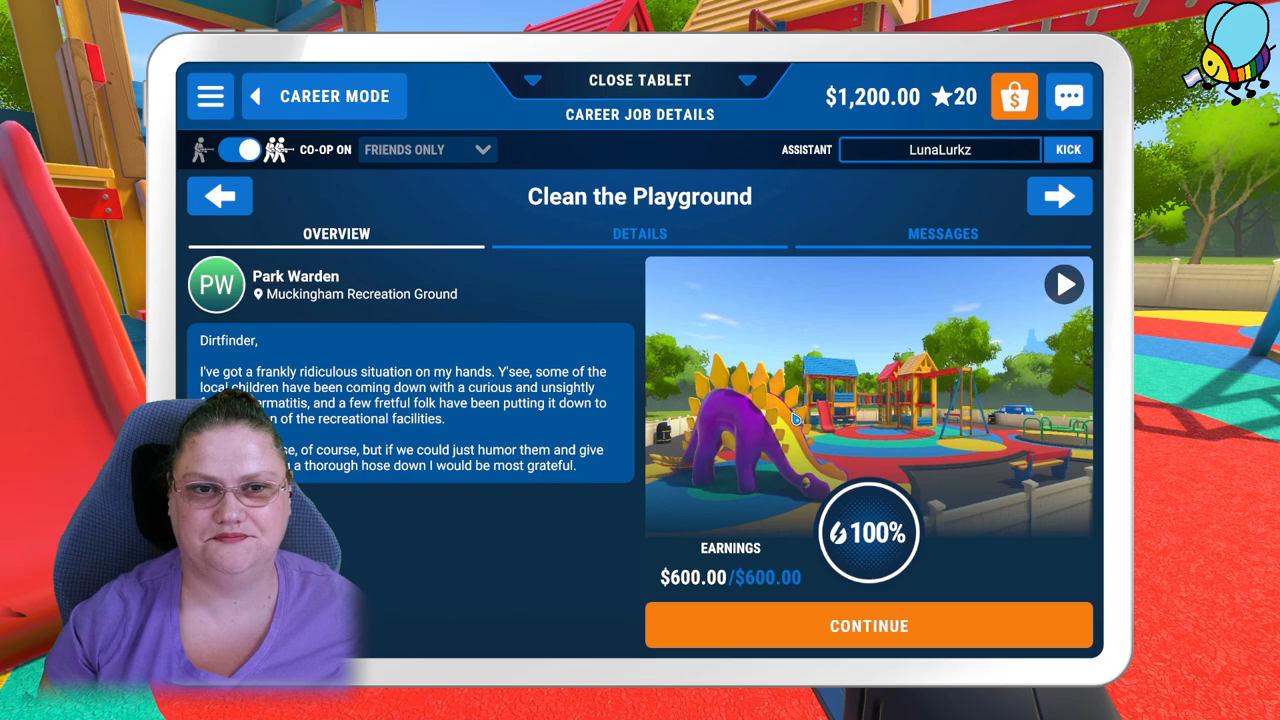 CLOSE TABLET
CAREER MODE
$1,200.00 ★20
CAREER JOB DETAILS
CO-OP ON
FRIENDS ONLY
ASSISTANT
LunaLurkz
KICK
Clean the Playground
OVERVIEW
DETAILS
MESSAGES
PW
Park Warden
Muckingham Recreation Ground
Dirtfinder,
I've got a frankly ridiculous situation on my hands. Y'see, some of the
local children have been coming down with a curious and unsightly
and a few fretful folk have been putting it down to
of the recreational facilities.
of course, but if we could just humor them and give
a thorough hose down I would be most grateful.
100%
EARNINGS
$600.00/$600.00
CONTINUE